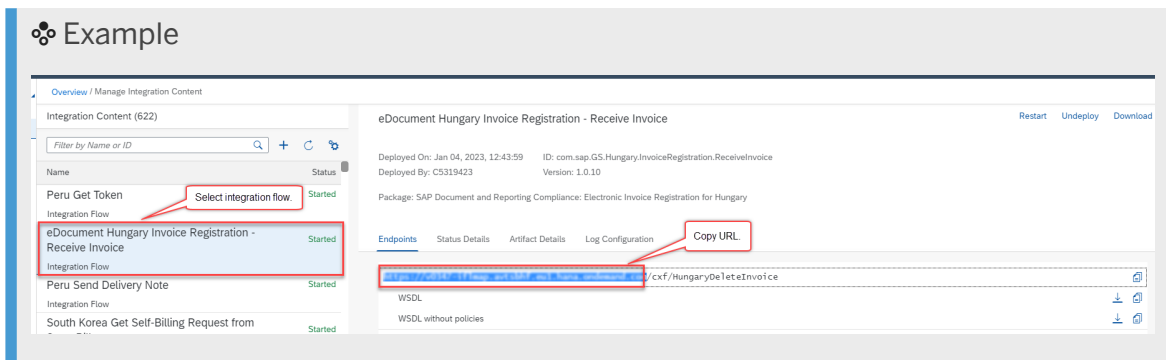 Example
Overview / Manage Integration Content
Integration Content (622)
Filter by Name or ID
Name Status
Peru Get Token Started
Integration Flow
Select integration flow.
eDocument Hungary Invoice Registration -
Receive Invoice
Started
Integration Flow
Peru Send Delivery Note Started
Integration Flow
South Korea Get Self-Billing Request from
Started
eDocument Hungary Invoice Registration - Receive Invoice
Restart Undeploy Download
Deployed On: Jan 04, 2023, 12:43:59 ID: com.sap.GS.Hungary.InvoiceRegistration.ReceiveInvoice
Deployed By: C5319423 Version: 1.0.10
Package: SAP Document and Reporting Compliance: Electronic Invoice Registration for Hungary
Endpoints Status Details Artifact Details Log Configuration
Copy URL.
/cxf/HungaryDeleteInvoice
WSDL
WSDL without policies